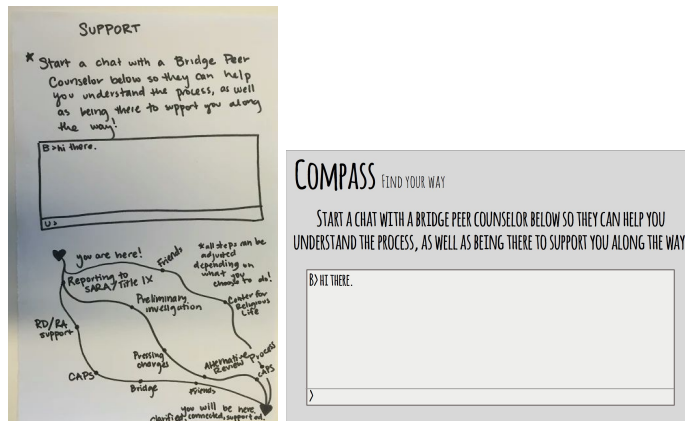 SUPPORT
* Start a chat with a Bridge Peer
Counselor below so they can help
you understand the process, as well
as being there to support you along
the way!
B>hi there.
U>
you are here!
Friends
*all steps can be
adjusted
depending on
what you
choose to do!
Reporting to
SARA/Title IX
Preliminary
investigation
Center for
Religious
Life
RD/RA
support
Pressing
charges
Alternative
Review
Process
CAPS
CAPS
Bridge
Friends
you will be here.
clarified, connected, supported.
COMPASS FIND YOUR WAY
START A CHAT WITH A BRIDGE PEER COUNSELOR BELOW SO THEY CAN HELP YOU
UNDERSTAND THE PROCESS, AS WELL AS BEING THERE TO SUPPORT YOU ALONG THE WAY
B> HI THERE.
>